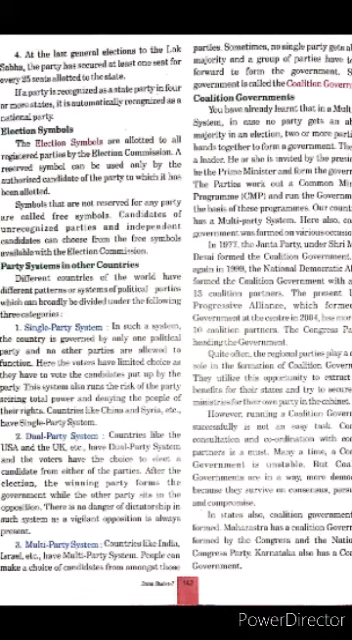 4. At the last general elections to the Lok
Sabha, the party has secured at least one seat for
every 25 seats allotted to the state.
If a party is recognized as a state party in four
or more states, it is automatically recognized as a
national party.
Election Symbols
The Election Symbols are allotted to all
registered parties by the Election Commission. A
reserved symbol can be used only by the
authorised candidate of the party to which it has
been allotted.
Symbols that are not reserved for any party
are called free symbols. Candidates of
unrecognized parties and independent
candidates can choose from the free symbols
available with the Election Commission.
Party Systems in other Countries
Different countries of the world have
different patterns or systems of political parties
which can broadly be divided under the following
three categories :
1. Single-Party System : In such a system,
the country is governed by only one political
party and no other parties are allowed to
function. Here the voters have limited choice as
they have to vote the candidates put up by the
party. This system also runs the risk of the party
seizing total power and denying the people of
their rights. Countries like China and Syria, etc.,
have Single-Party System.
2. Dual-Party System : Countries like the
USA and the UK, etc., have Dual-Party System
and the voters have the choice to elect a
candidate from either of the parties. After the
election, the winning party forms the
government while the other party sits in the
opposition. There is no danger of dictatorship in
such system as a vigilant opposition is always
present.
3. Multi-Party System : Countries like India,
Israel, etc., have Multi-Party System. People can
make a choice of candidates from amongst those
parties. Sometimes, no single party gets a
majority and a group of parties have to
forward to form the government. S
government is called the Coalition Govern
Coalition Governments
You have already learnt that in a Mult
System, in case no party gets an ab
majority in an election, two or more parti
hands together to form a government. The
a leader. He or she is invited by the presi
be the Prime Minister and form the govern
The Parties work out a Common Min
Programme (CMP) and run the Governm
the basis of these programmes. Our count
has a Multi-party System. Here also, co
government was formed on various occasio
In 1977, the Janta Party, under Shri M
Desai formed the Coalition Government.
again in 1999, the National Democratic Al
formed the Coalition Government with a
13 coalition partners. The present
Progressive Alliance, which formed
Government at the centre in 2004, has mor
10 coalition partners. The Congress Pa
heading the Government.
Quite often, the regional parties play a
role in the formation of Coalition Govern
They utilize this opportunity to extract
benefits for their states and try to secure
ministries for their own party in the cabinet.
However, running a Coalition Govern
successfully is not an easy task. Con
consultation and co-ordination with coa
partners is a must. Many a time, a Coa
Government is unstable. But Coal
Governments are in a way, more democ
because they survive on consensus, persu
and compromise.
In states also, coalition government
formed. Maharastra has a coalition Govern
formed by the Congress and the Natio
Congress Party. Karnataka also has a Coa
Government.
PowerDirector